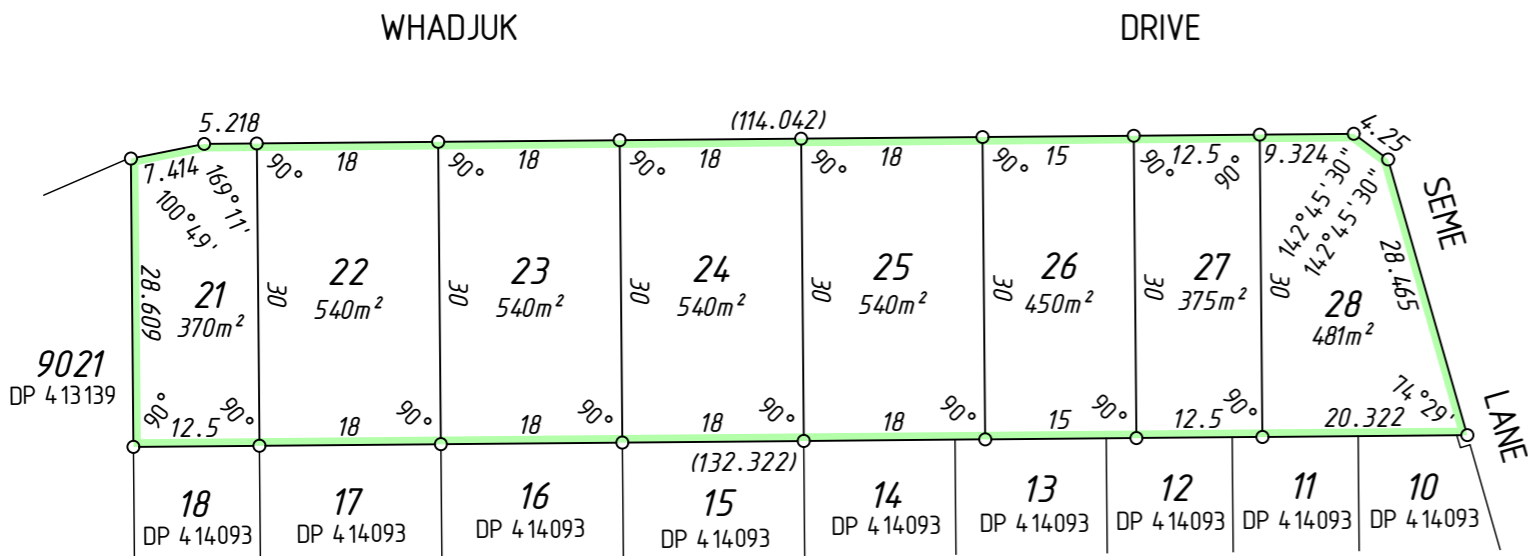 WHADJUK DRIVE
5.218 (114.042) 4.25
7.414 90° 18 90° 18 90° 18 90° 18 90° 15 90° 12.5 90° 9.324
169°11'
100°49'
142°45'30"
142°45'30"
SEME
28.609 30 30 30 30 30 30 30 28.465
21
370m²
22
540m²
23
540m²
24
540m²
25
540m²
26
450m²
27
375m²
28
481m²
9021
DP 413139
90° 12.5 90° 18 90° 18 90° 18 90° 18 90° 15 90° 12.5 90° 20.322 74°29'
LANE
(132.322)
18
DP 414093
17
DP 414093
16
DP 414093
15
DP 414093
14
DP 414093
13
DP 414093
12
DP 414093
11
DP 414093
10
DP 414093